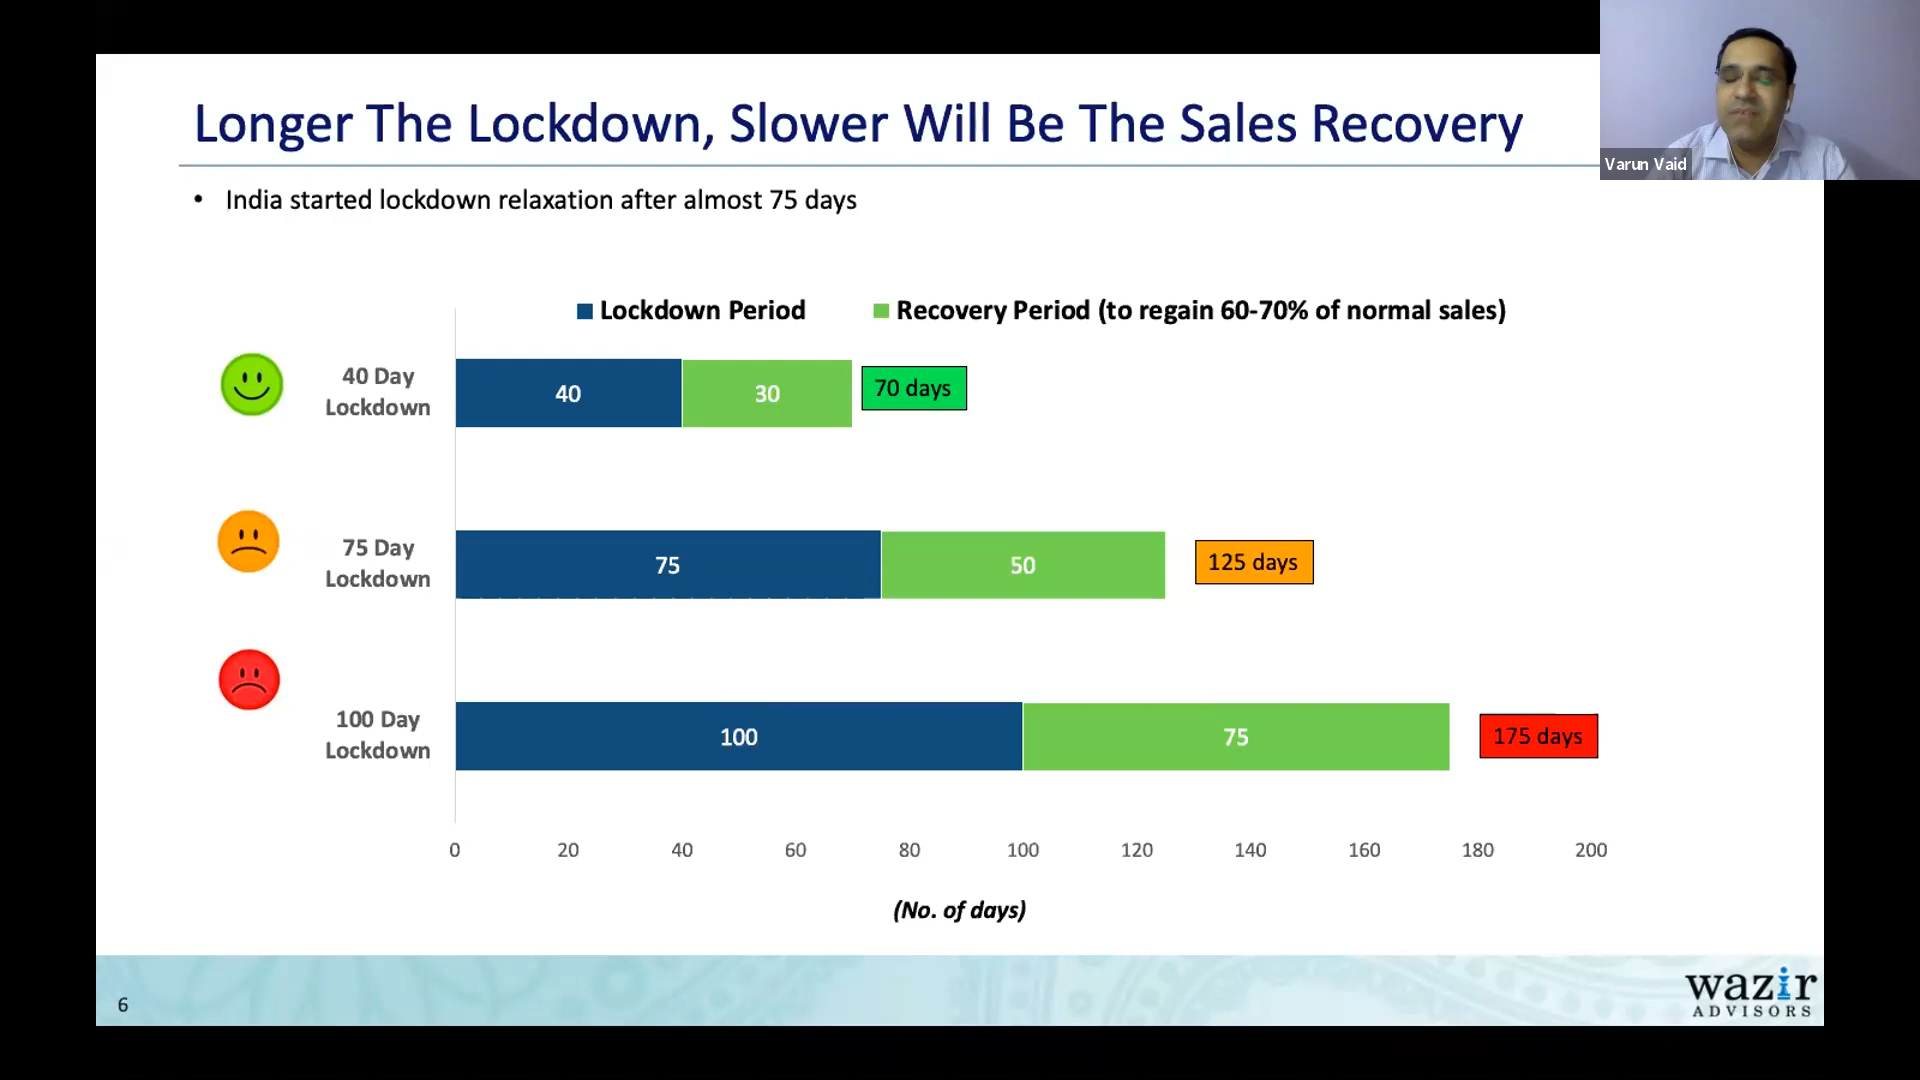 Longer The Lockdown, Slower Will Be The Sales Recovery
Varun Vaid
• India started lockdown relaxation after almost 75 days
Lockdown Period
Recovery Period (to regain 60-70% of normal sales)
40 Day
Lockdown
40
30
70 days
75 Day
Lockdown
75
50
125 days
100 Day
Lockdown
100
75
175 days
0 20 40 60 80 100 120 140 160 180 200
(No. of days)
6
wazir
ADVISORS